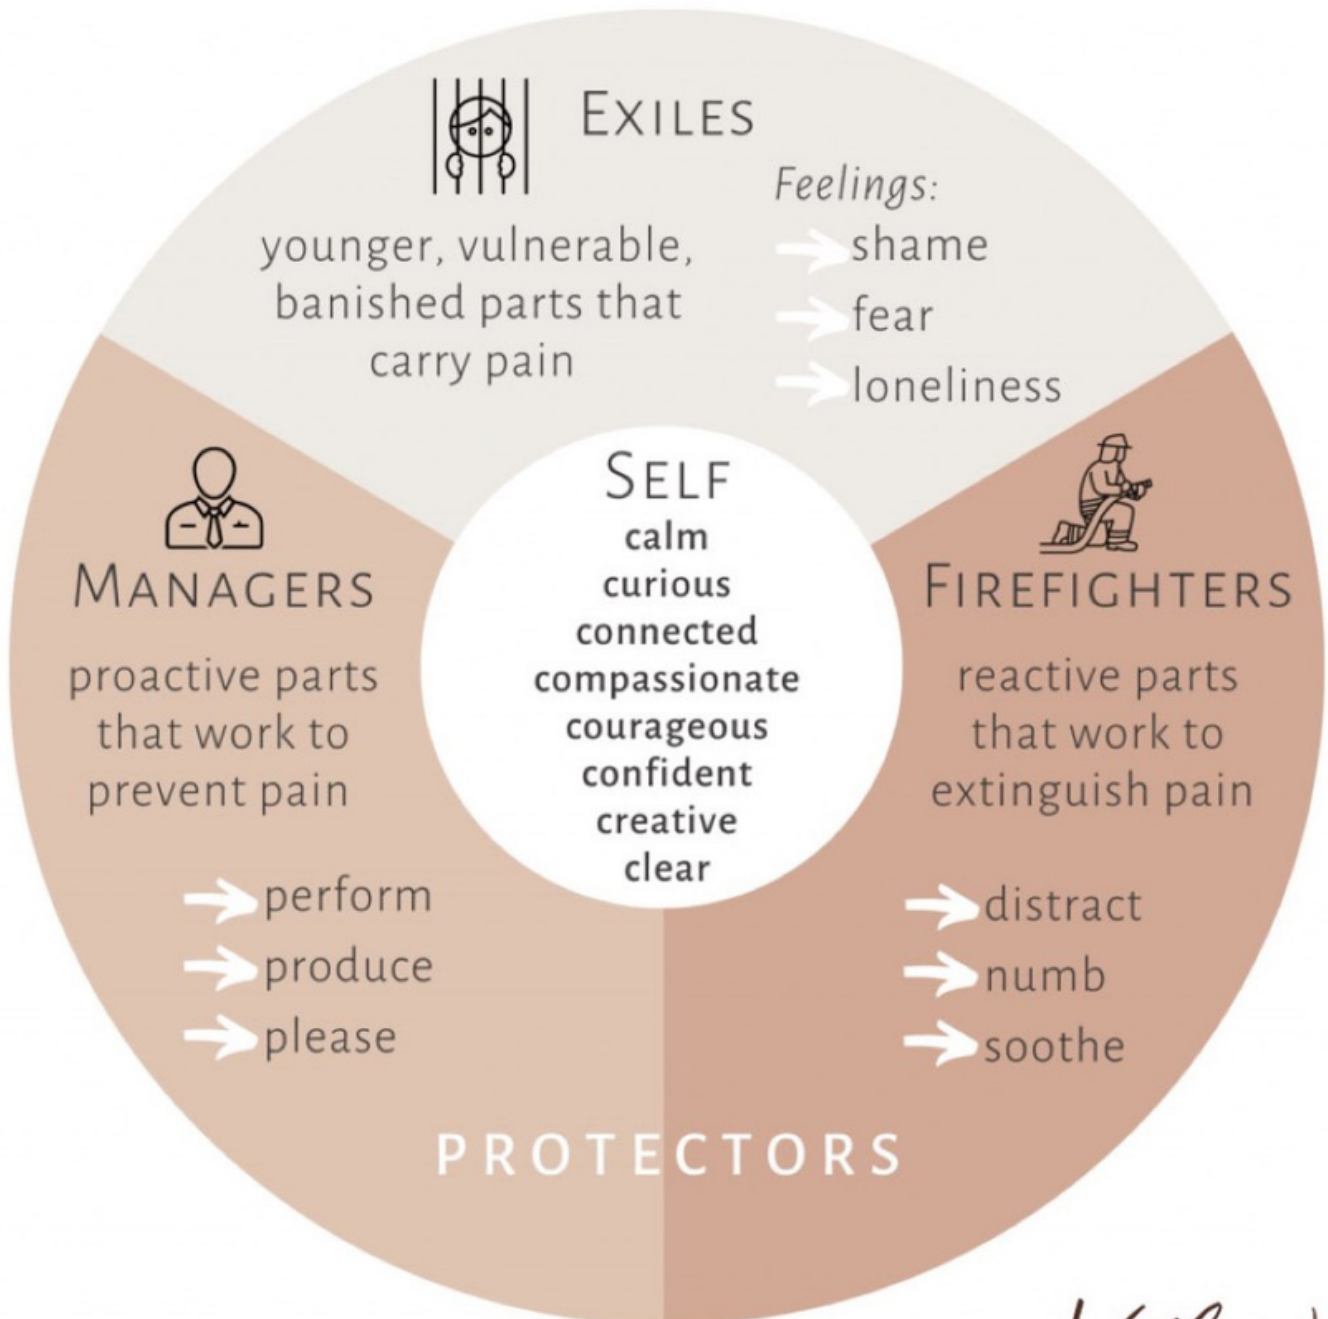 EXILES
younger, vulnerable,
banished parts that
carry pain
Feelings:
shame
fear
loneliness
MANAGERS
proactive parts
that work to
prevent pain
perform
produce
please
SELF
calm
curious
connected
compassionate
courageous
confident
creative
clear
FIREFIGHTERS
reactive parts
that work to
extinguish pain
distract
numb
soothe
PROTECTORS